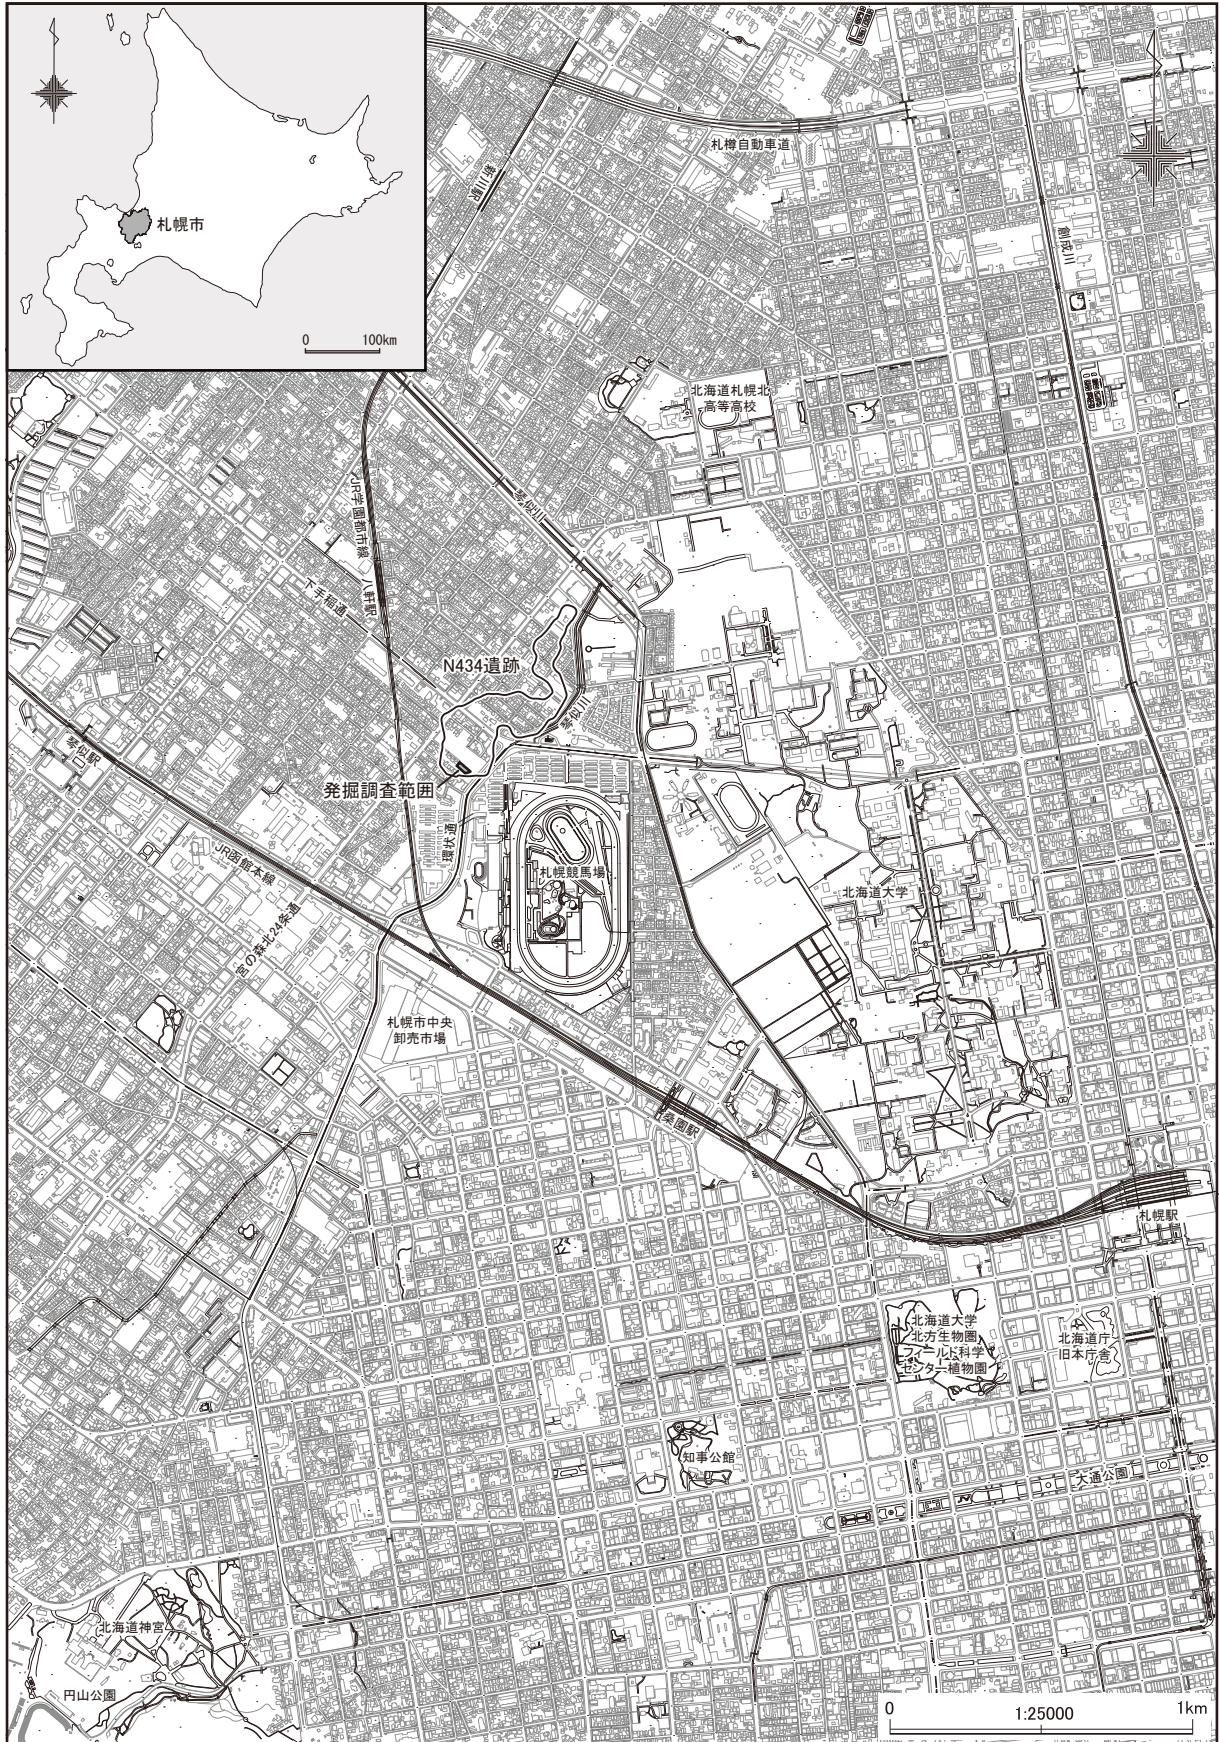 札幌市
0 100km
札樽自動車道
新川駅
創成川
北海道札幌北
高等高校
琴似川
JR学園都市線
八軒駅
下手稲通
N434遺跡
琴似川
琴似駅
発掘調査範囲
環状通
JR函館本線
札幌競馬場
北海道大学
宮の森北24条通
札幌市中央
卸売市場
桑園駅
札幌駅
北海道大学
北方生物圏
フィールド科学
センター植物園
北海道庁
旧本庁舎
知事公館
大通公園
北海道神宮
円山公園
0 1:25000 1km